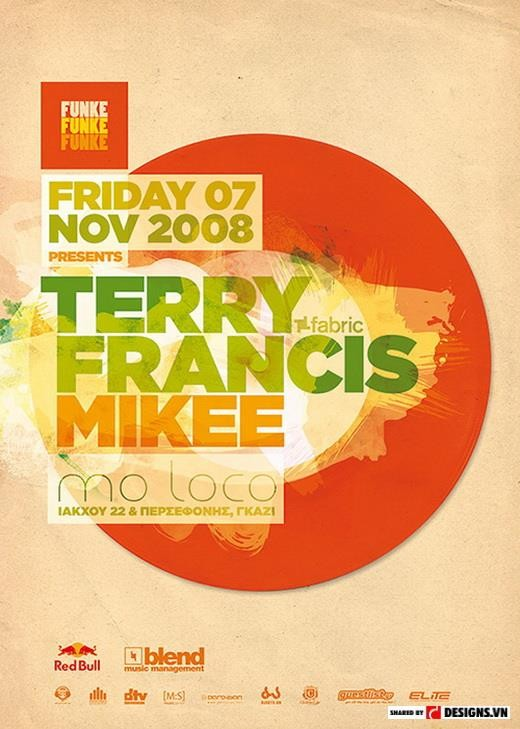 FUNKE
FUNKE
FUNKE
FRIDAY 07
NOV 2008
PRESENTS
TERRY
fabric
FRANCIS
MIKEE
mo loco
ΙΑΚΧΟΥ 22 & ΠΕΡΣΕΦΟΝΗΣ, ΓΚΑΖΙ
Red Bull
blend
music management
dtv
[M:S]
guestlist
ELITE
SHARED BY DESIGNS.VN